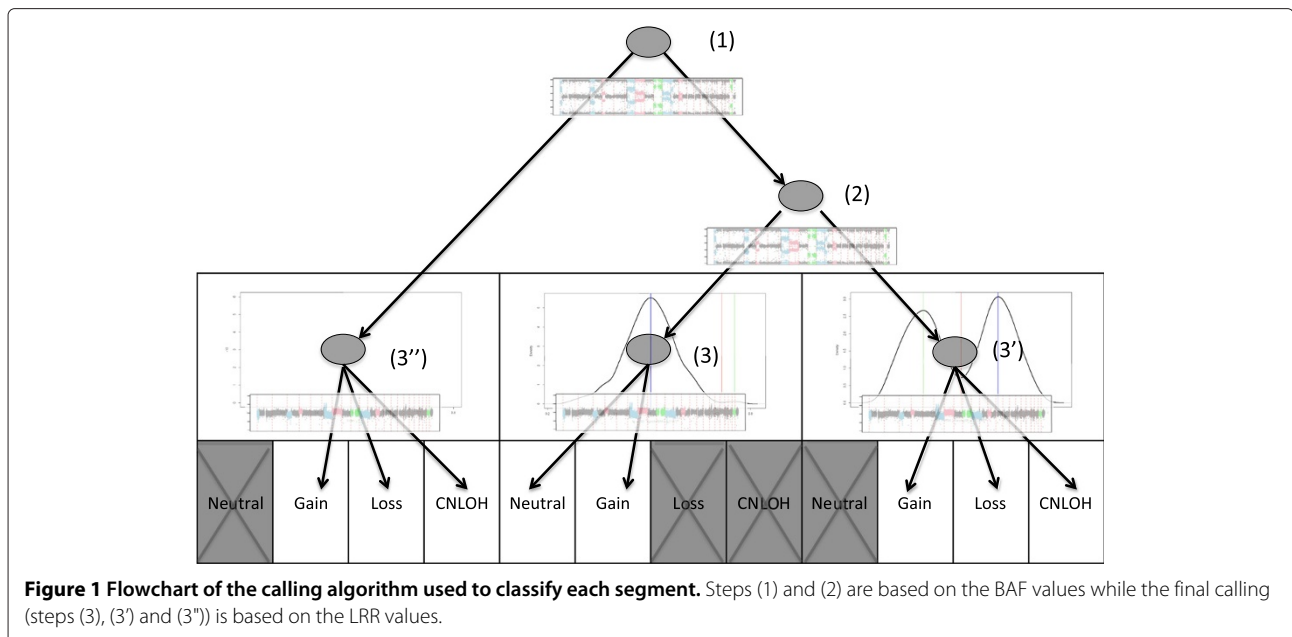 (1)
(2)
(3'')
(3)
(3')
Neutral Gain Loss CNLOH Neutral Gain Loss CNLOH Neutral Gain Loss CNLOH
Figure 1 Flowchart of the calling algorithm used to classify each segment. Steps (1) and (2) are based on the BAF values while the final calling
(steps (3), (3') and (3")) is based on the LRR values.